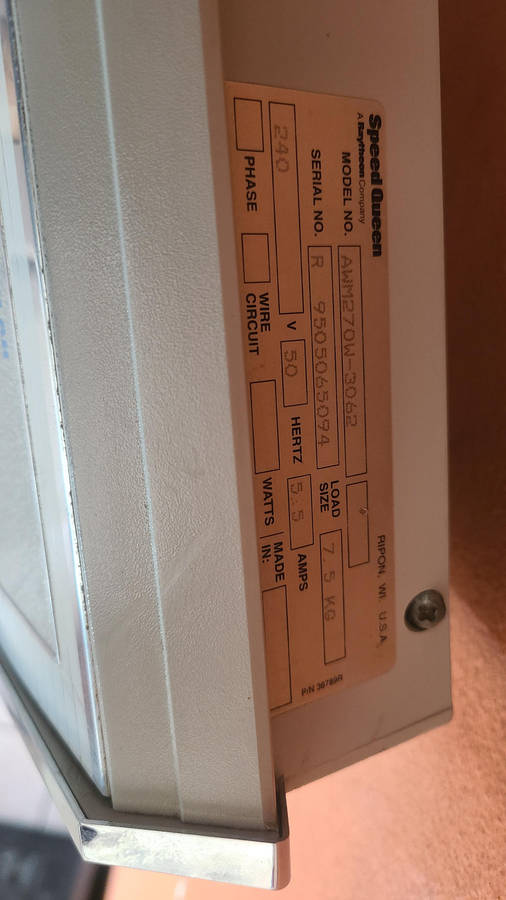 Speed Queen
A Raytheon Company
RIPON, WI. U.S.A.
MODEL NO. AWM270W-3062
SERIAL NO. R 9505065094 LOAD SIZE 7.5 KG
240 V 50 HERTZ 5.5 AMPS
PHASE WIRE CIRCUIT WATTS MADE IN:
P/N 36789R